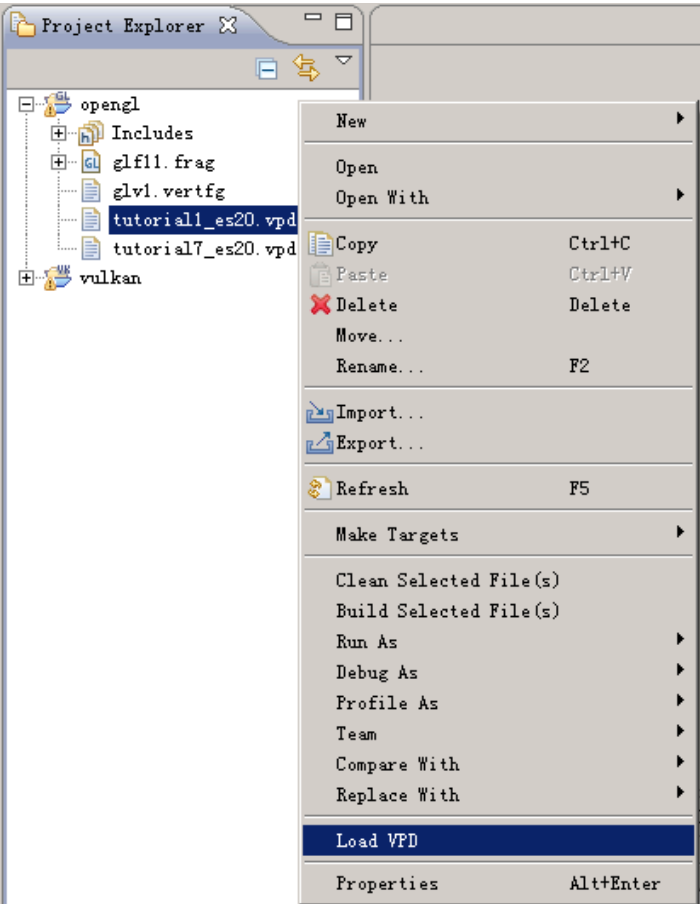 Project Explorer
opengl
Includes
glf11.frag
glv1.vertfg
tutorial1_es20.vpd
tutorial7_es20.vpd
vulkan
New
Open
Open With
Copy Ctrl+C
Paste Ctrl+V
Delete Delete
Move...
Rename... F2
Import...
Export...
Refresh F5
Make Targets
Clean Selected File(s)
Build Selected File(s)
Run As
Debug As
Profile As
Team
Compare With
Replace With
Load VPD
Properties Alt+Enter